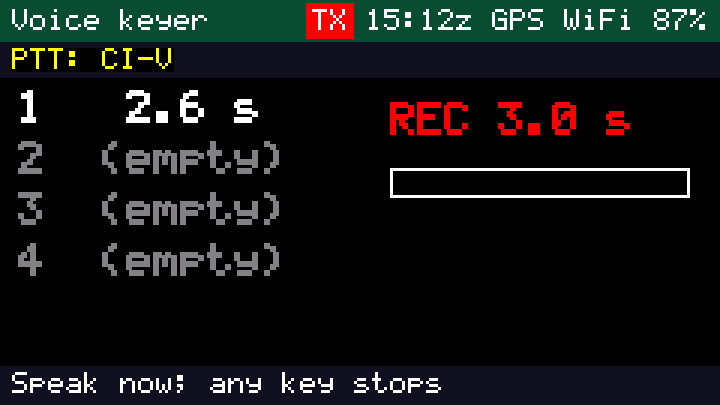 Voice keyer TX 15:12z GPS WiFi 87%
PTT: CI-V
1 2.6 s
REC 3.0 s
2 (empty)
3 (empty)
4 (empty)
Speak now; any key stops